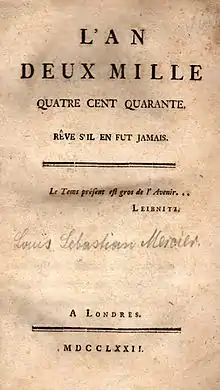 L'AN
DEUX MILLE
QUATRE CENT QUARANTE,
RÊVE S'IL EN FUT JAMAIS.
Le Tems présent est gros de l'Avenir...
LEIBNITZ.
Louis Sebastian Mercier
A LONDRES.
MDCCLXXII.